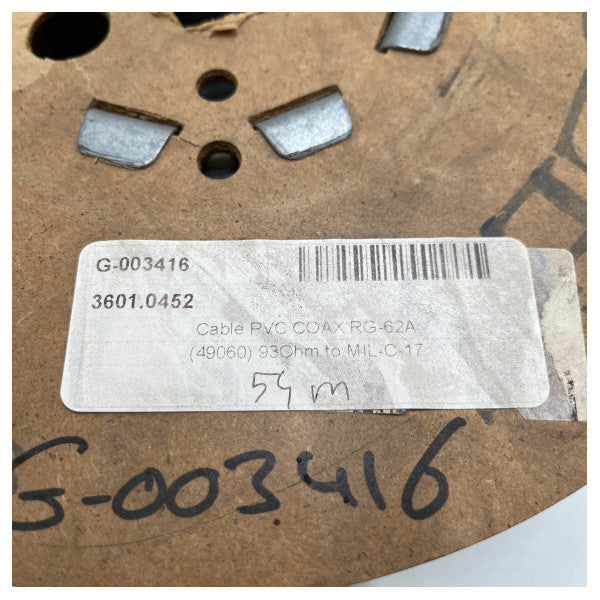 G-003416
3601.0452
Cable PVC COAX RG-62A
(49060) 93Ohm to MIL-C-17
54 m
G-003416